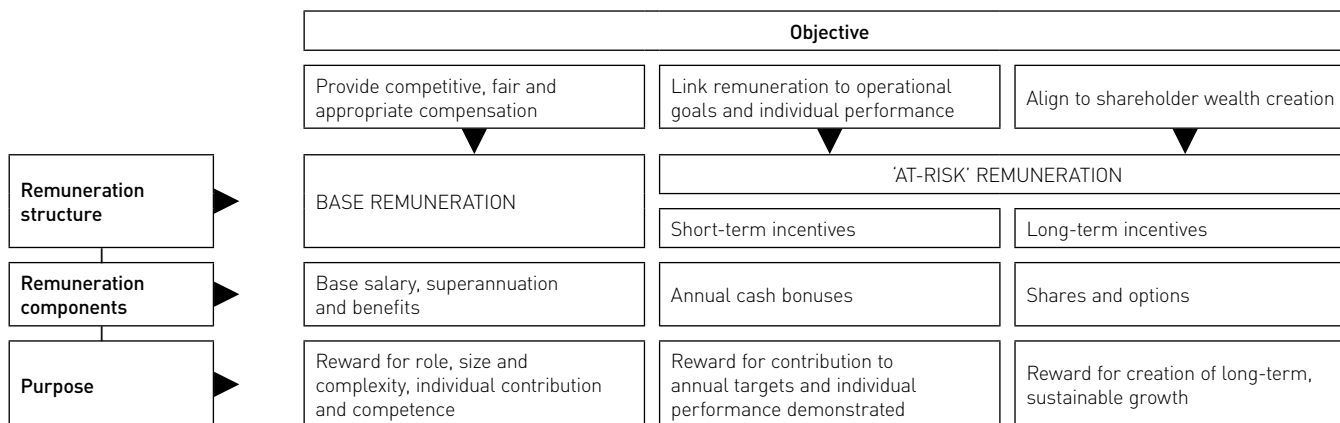 Objective
Provide competitive, fair and
appropriate compensation
Link remuneration to operational
goals and individual performance
Align to shareholder wealth creation
Remuneration
structure
BASE REMUNERATION
'AT-RISK' REMUNERATION
Short-term incentives
Long-term incentives
Remuneration
components
Base salary, superannuation
and benefits
Annual cash bonuses
Shares and options
Purpose
Reward for role, size and
complexity, individual contribution
and competence
Reward for contribution to
annual targets and individual
performance demonstrated
Reward for creation of long-term,
sustainable growth